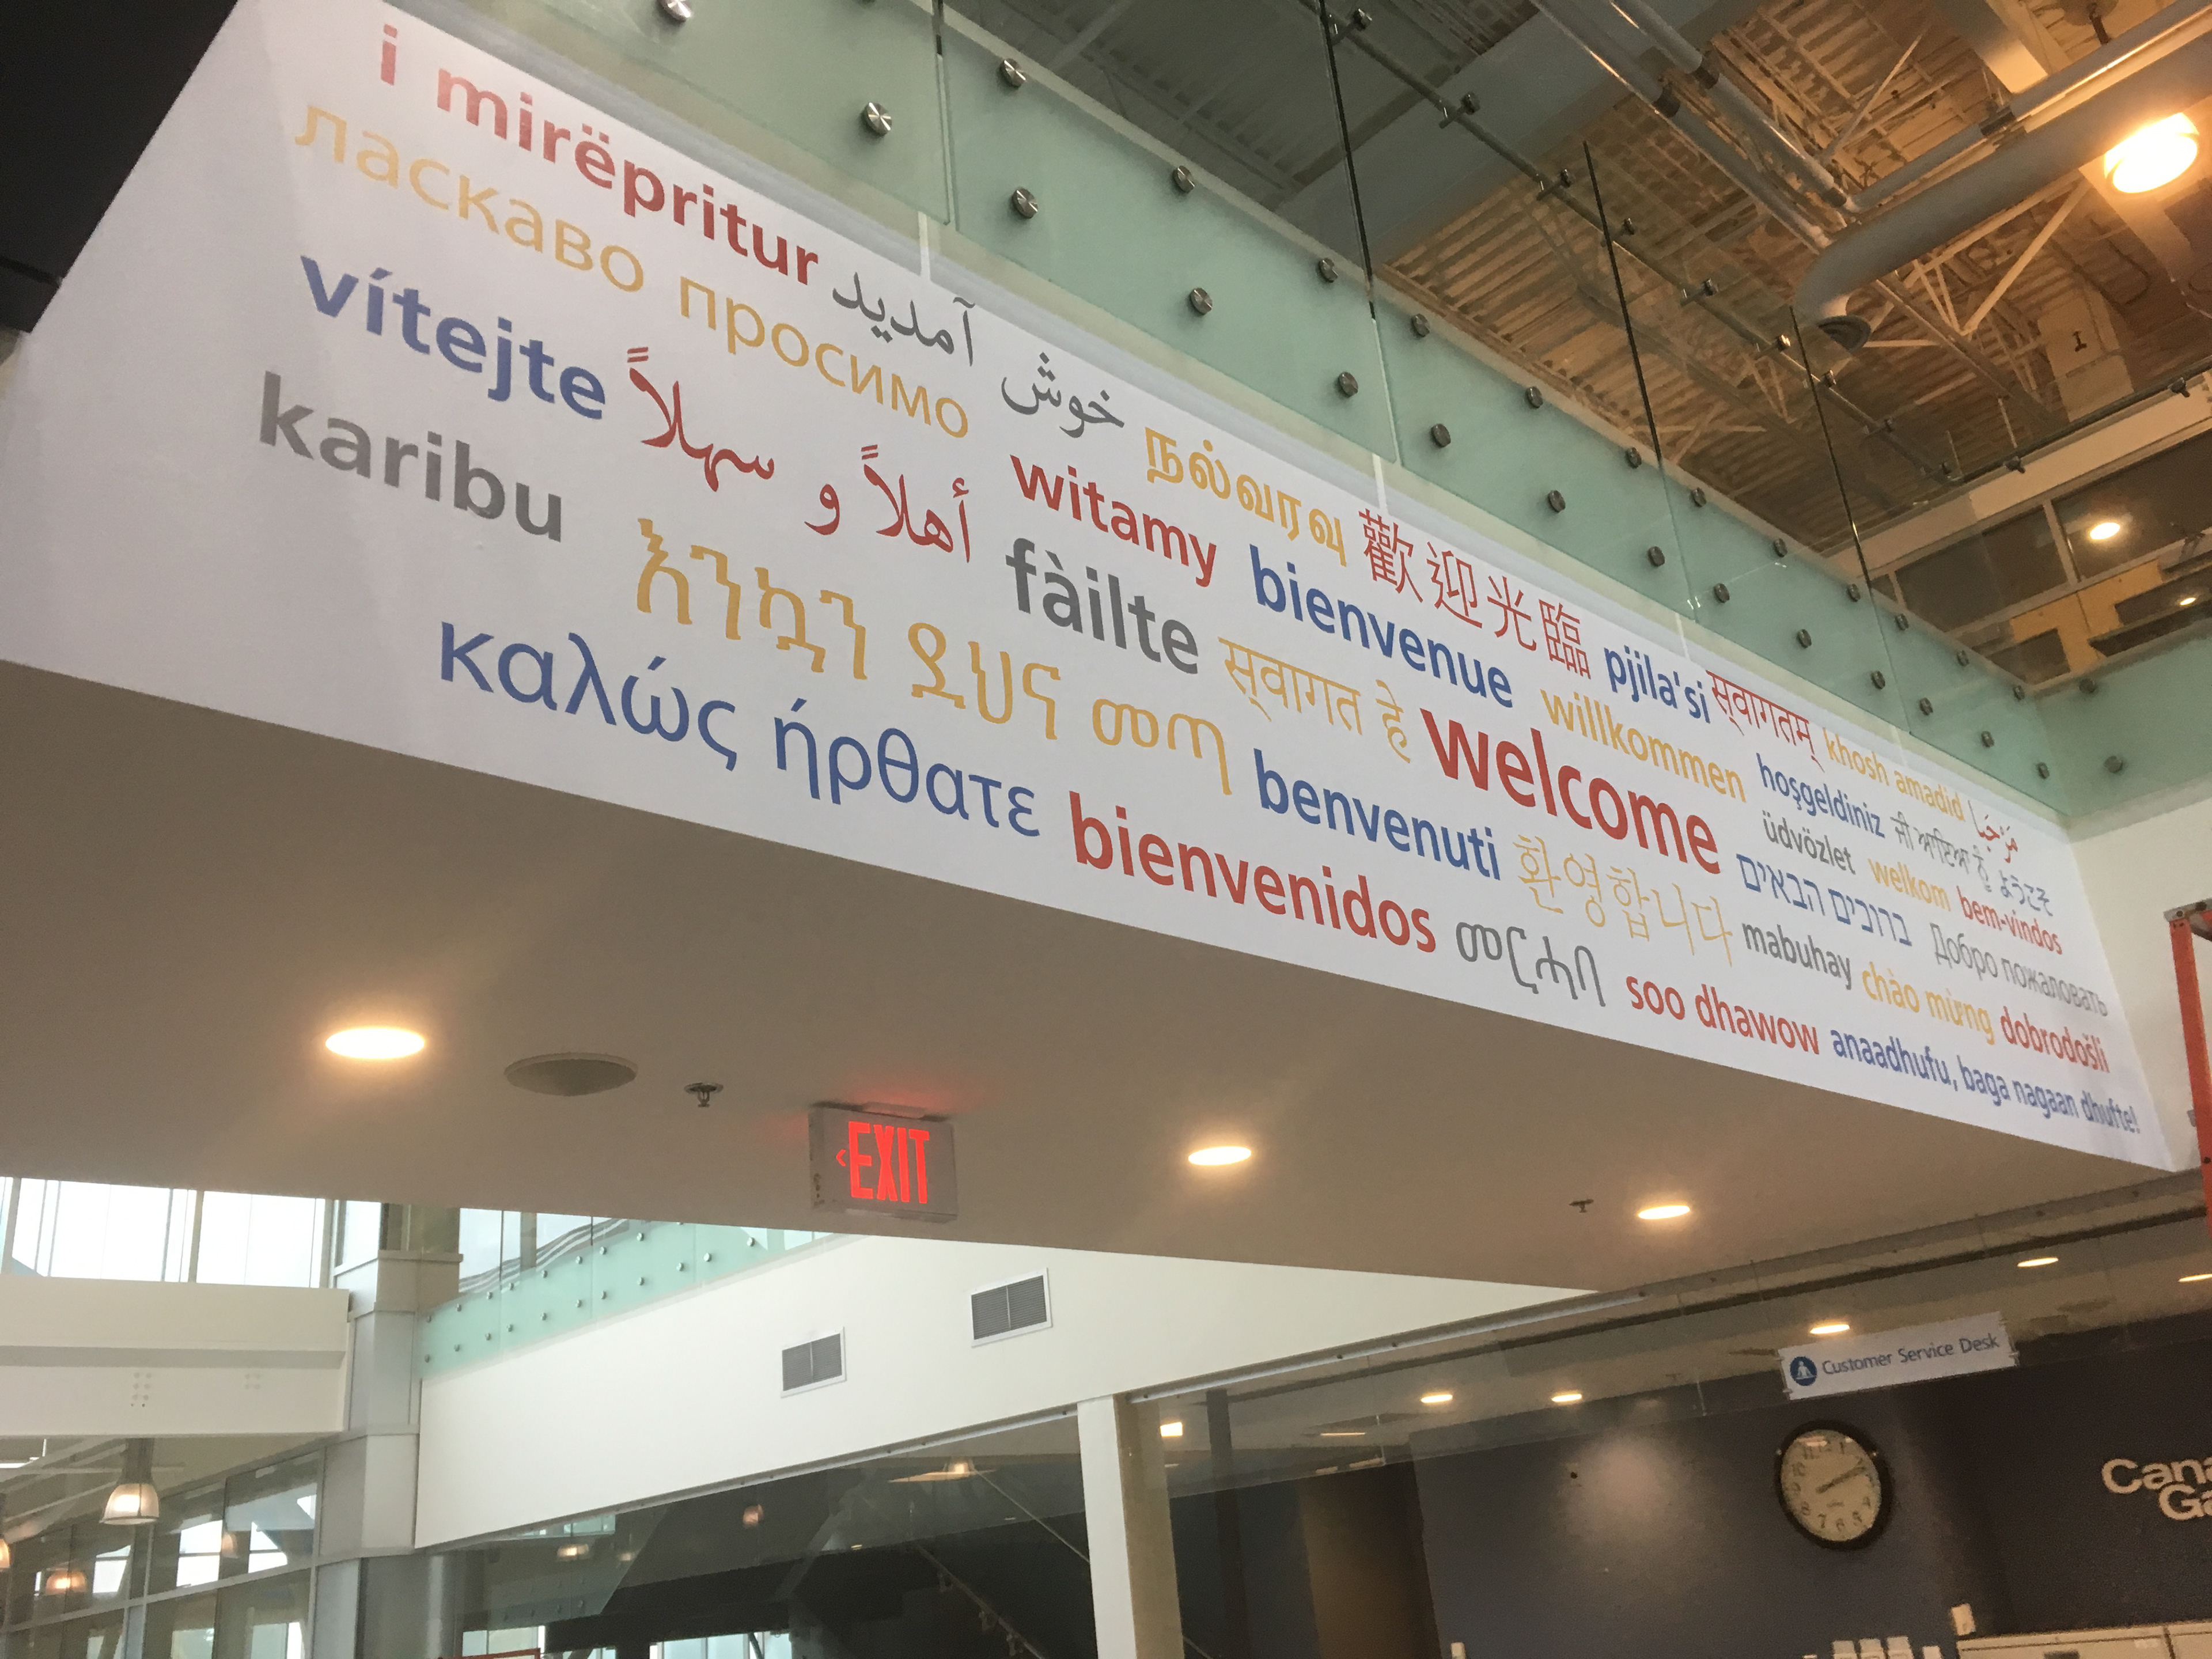 i mirëpritur خوش آمدید நல்வரவு 歡迎光臨 pjila'si स्वागतम् khosh amadid مَرْحَبا
ласкаво просимо witamy bienvenue willkommen hoşgeldiniz ਜੀ ਆਇਆ ਨੂੰ ようこそ
vítejte أهلاً و سهلاً fàilte स्वागत हे welcome üdvözlet welkom bem-vindos
karibu እንኳን ደህና መጣ benvenuti 환영합니다 ברוכים הבאים Добро пожаловать
καλώς ήρθατε bienvenidos መርሓባ mabuhay chào mừng dobrodošli
soo dhawow anaadhufu, baga nagaan dhufte!
<EXIT
Customer Service Desk